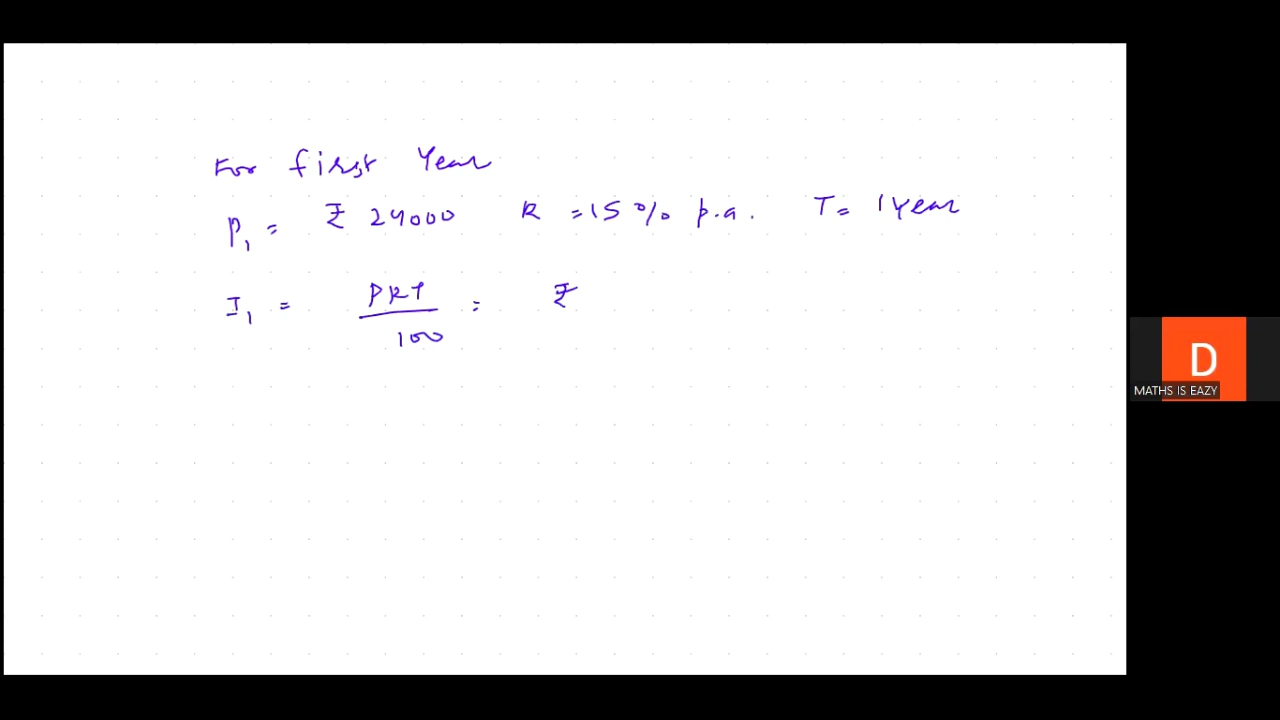 For first Year
P₁ = ₹ 24000 R = 15 % p.a. T = 1 Year
I₁ = PRT/100 = ₹
D
MATHS IS EAZY